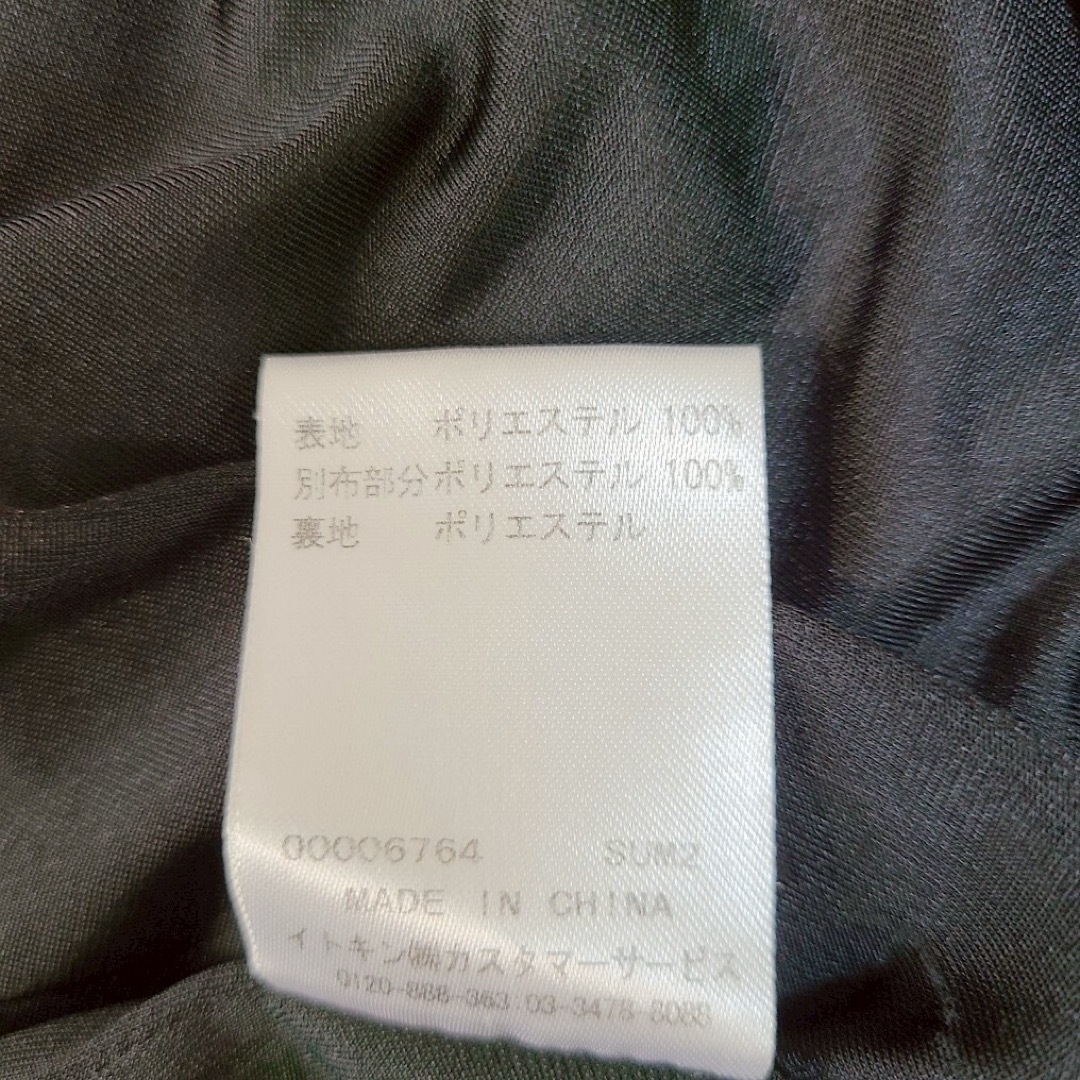 表地 ポリエステル 100%
別布部分ポリエステル 100%
裏地 ポリエステル
00006764 SUM2
MADE IN CHINA
イトキン㈱カスタマーサービス
0120-888-363 03-3478-8088